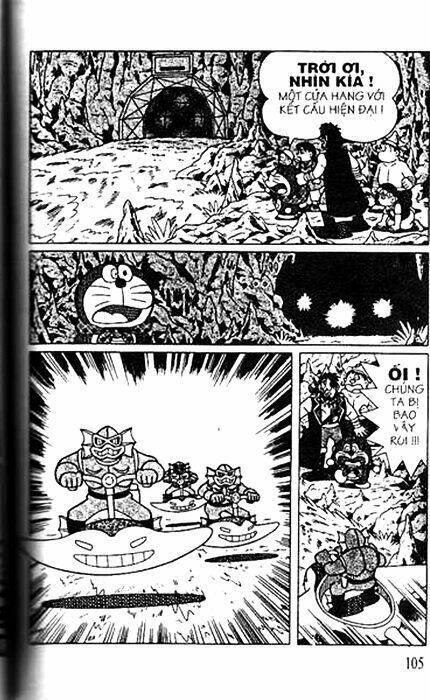 TRỜI ƠI,
NHÌN KÌA !
MỘT CỬA HANG VỚI
KẾT CẤU HIỆN ĐẠI !
ỐI !
CHÚNG
TA BỊ
BAO
VÂY
RỒI !!!
105